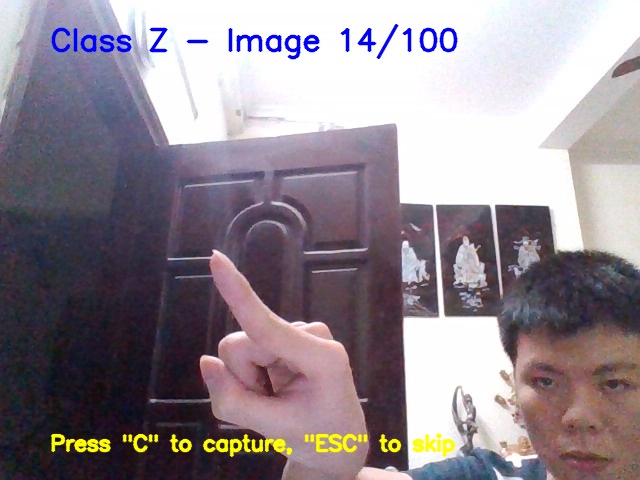 Class Z - Image 14/100
Press "C" to capture, "ESC" to skip